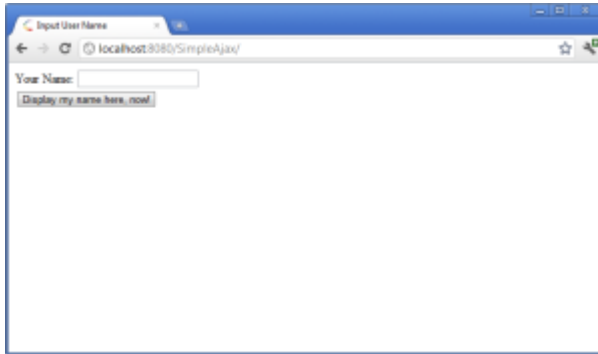 Input User Name
localhost:8080/SimpleAjax/
Your Name:
Display my name here, now!